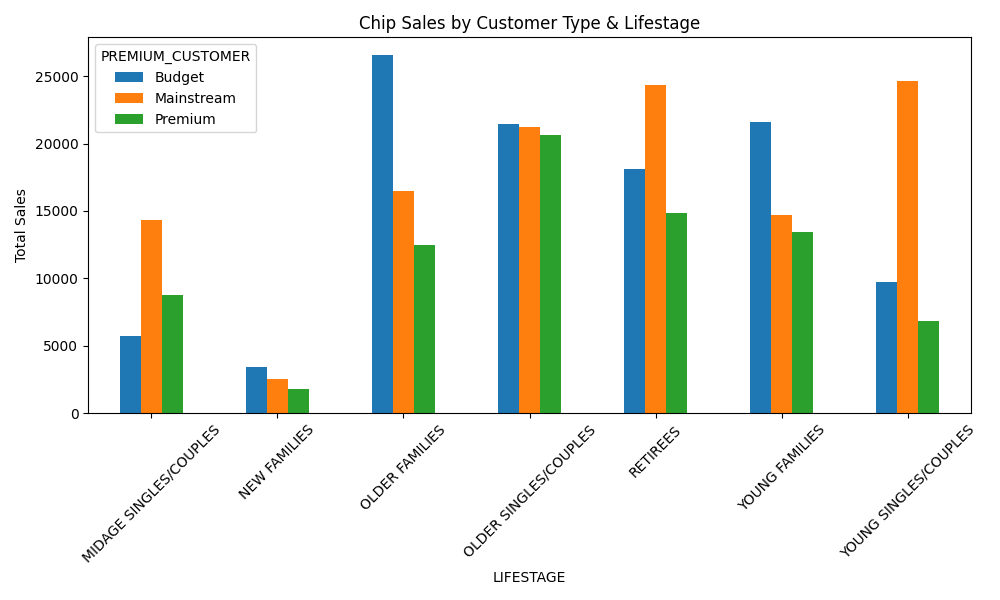 Chip Sales by Customer Type & Lifestage
PREMIUM_CUSTOMER
Budget
Mainstream
Premium
Total Sales
25000
20000
15000
10000
5000
0
MIDAGE SINGLES/COUPLES
NEW FAMILIES
OLDER FAMILIES
OLDER SINGLES/COUPLES
RETIREES
YOUNG FAMILIES
YOUNG SINGLES/COUPLES
LIFESTAGE